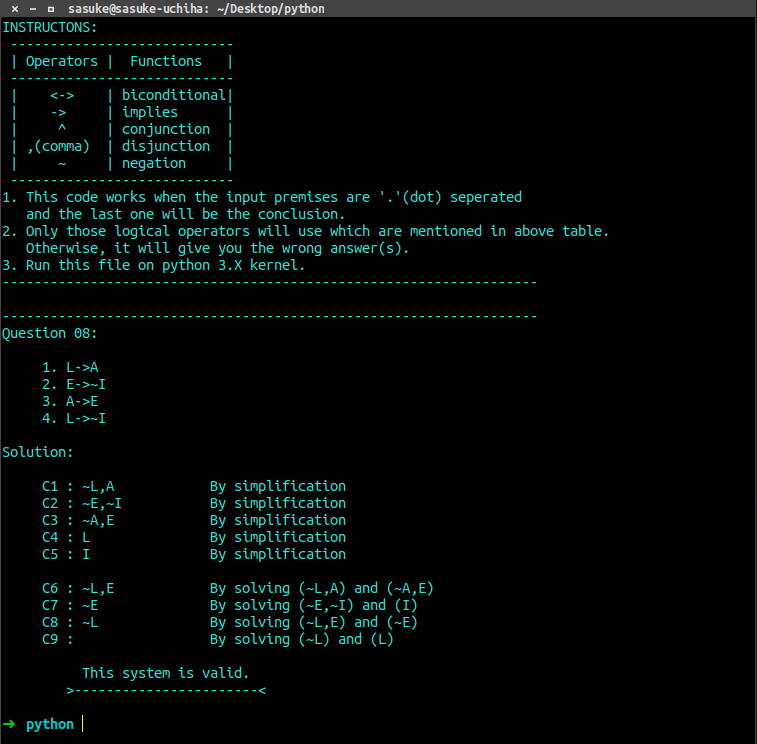 sasuke@sasuke-uchiha: ~/Desktop/python
INSTRUCTONS:
----------------------------
| Operators |  Functions   |
----------------------------
|    <->    | biconditional|
|    ->     | implies      |
|     ^     | conjunction  |
| ,(comma)  | disjunction  |
|     ~     | negation     |
----------------------------
1. This code works when the input premises are '.'(dot) seperated
   and the last one will be the conclusion.
2. Only those logical operators will use which are mentioned in above table.
   Otherwise, it will give you the wrong answer(s).
3. Run this file on python 3.X kernel.
-------------------------------------------------------------------
-------------------------------------------------------------------
Question 08:
     1. L->A
     2. E->~I
     3. A->E
     4. L->~I
Solution:
     C1 : ~L,A            By simplification
     C2 : ~E,~I           By simplification
     C3 : ~A,E            By simplification
     C4 : L               By simplification
     C5 : I               By simplification
     C6 : ~L,E            By solving (~L,A) and (~A,E)
     C7 : ~E              By solving (~E,~I) and (I)
     C8 : ~L              By solving (~L,E) and (~E)
     C9 :                 By solving (~L) and (L)
          This system is valid.
        >-----------------------<
➜  python